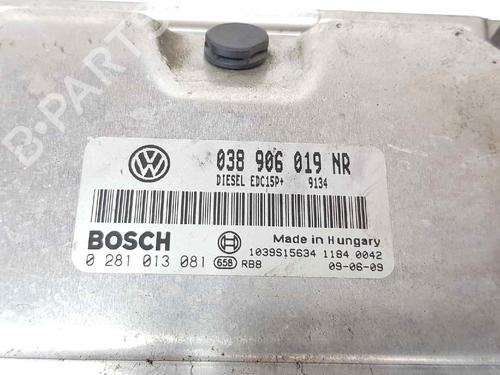 038 906 019 NR
DIESEL EDC15P+ 9134
BOSCH
Made in Hungary
1039S15634 1184 0042
0 281 013 081 658 RB8 09-06-09
B-PARTS